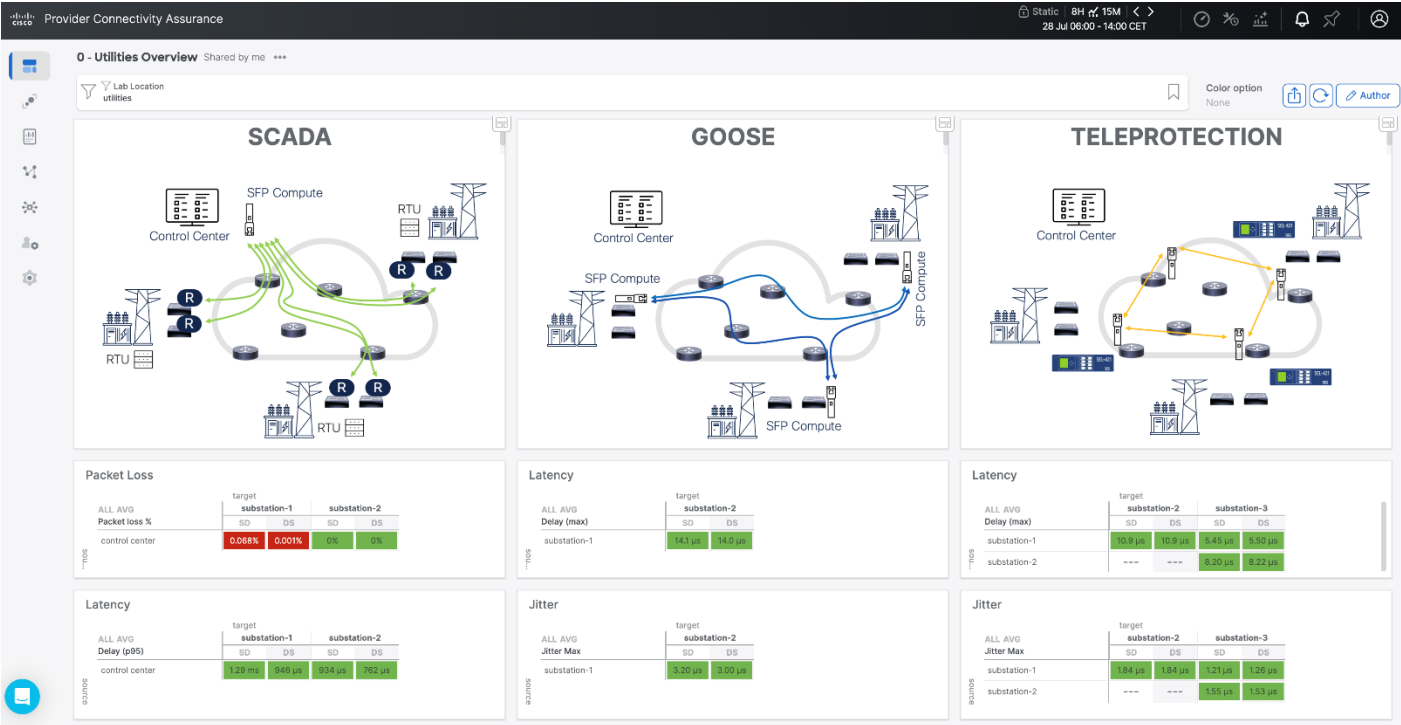 CISCO Provider Connectivity Assurance
Static 8H 15M
28 Jul 06:00 - 14:00 CET
0 - Utilities Overview Shared by me •••
Lab Location
utilities
Color option
None
Author
SCADA
SFP Compute
RTU
Control Center
R R
R
R
RTU
R R
RTU
GOOSE
Control Center
SFP Compute
SFP Compute
SFP Compute
TELEPROTECTION
Control Center
SEL-421
SEL-421
SEL-421
Packet Loss
target
ALL AVG substation-1 substation-2
Packet loss % SD DS SD DS
control center 0.068% 0.001% 0% 0%
sou...
Latency
target
ALL AVG substation-2
Delay (max) SD DS
substation-1 14.1 µs 14.0 µs
sou...
Latency
target
ALL AVG substation-2 substation-3
Delay (max) SD DS SD DS
substation-1 10.9 µs 10.9 µs 5.45 µs 5.50 µs
substation-2 --- --- 8.20 µs 8.22 µs
sou...
Latency
target
ALL AVG substation-1 substation-2
Delay (p95) SD DS SD DS
control center 1.29 ms 946 µs 934 µs 762 µs
source
Jitter
target
ALL AVG substation-2
Jitter Max SD DS
substation-1 3.20 µs 3.00 µs
source
Jitter
target
ALL AVG substation-2 substation-3
Jitter Max SD DS SD DS
substation-1 1.84 µs 1.84 µs 1.21 µs 1.26 µs
substation-2 --- --- 1.55 µs 1.53 µs
source